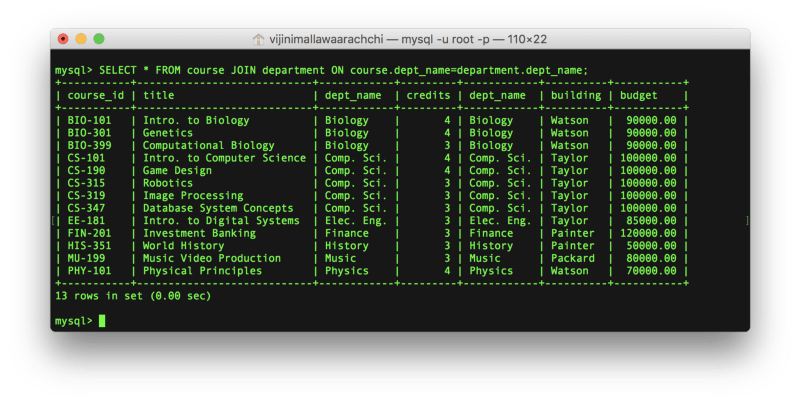 vijinimallawaarachchi — mysql -u root -p — 110×22
mysql> SELECT * FROM course JOIN department ON course.dept_name=department.dept_name;
+-----------+----------------------------+------------+---------+------------+----------+-----------+
| course_id | title                      | dept_name  | credits | dept_name  | building | budget    |
+-----------+----------------------------+------------+---------+------------+----------+-----------+
| BIO-101   | Intro. to Biology          | Biology    |       4 | Biology    | Watson   |  90000.00 |
| BIO-301   | Genetics                   | Biology    |       4 | Biology    | Watson   |  90000.00 |
| BIO-399   | Computational Biology      | Biology    |       3 | Biology    | Watson   |  90000.00 |
| CS-101    | Intro. to Computer Science | Comp. Sci. |       4 | Comp. Sci. | Taylor   | 100000.00 |
| CS-190    | Game Design                | Comp. Sci. |       4 | Comp. Sci. | Taylor   | 100000.00 |
| CS-315    | Robotics                   | Comp. Sci. |       3 | Comp. Sci. | Taylor   | 100000.00 |
| CS-319    | Image Processing           | Comp. Sci. |       3 | Comp. Sci. | Taylor   | 100000.00 |
| CS-347    | Database System Concepts   | Comp. Sci. |       3 | Comp. Sci. | Taylor   | 100000.00 |
| EE-181    | Intro. to Digital Systems  | Elec. Eng. |       3 | Elec. Eng. | Taylor   |  85000.00 |
| FIN-201   | Investment Banking         | Finance    |       3 | Finance    | Painter  | 120000.00 |
| HIS-351   | World History              | History    |       3 | History    | Painter  |  50000.00 |
| MU-199    | Music Video Production     | Music      |       3 | Music      | Packard  |  80000.00 |
| PHY-101   | Physical Principles        | Physics    |       4 | Physics    | Watson   |  70000.00 |
+-----------+----------------------------+------------+---------+------------+----------+-----------+
13 rows in set (0.00 sec)
mysql>